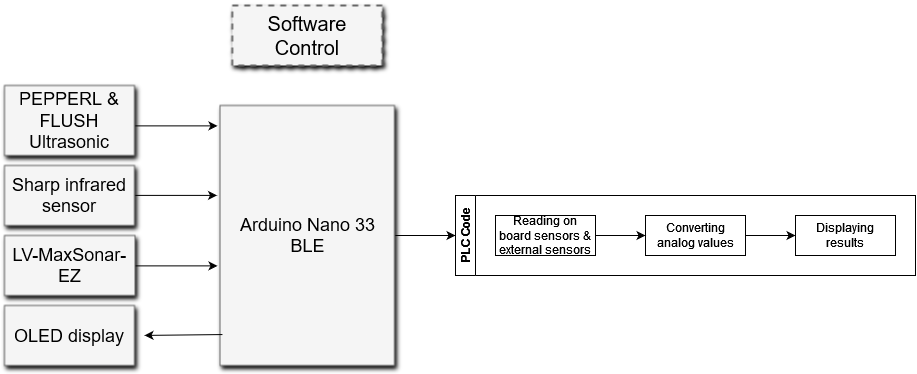 Software
Control
PEPPERL &
FLUSH
Ultrasonic
Sharp infrared
sensor
LV-MaxSonar-
EZ
OLED display
Arduino Nano 33
BLE
PLC Code
Reading on
board sensors &
external sensors
Converting
analog values
Displaying
results